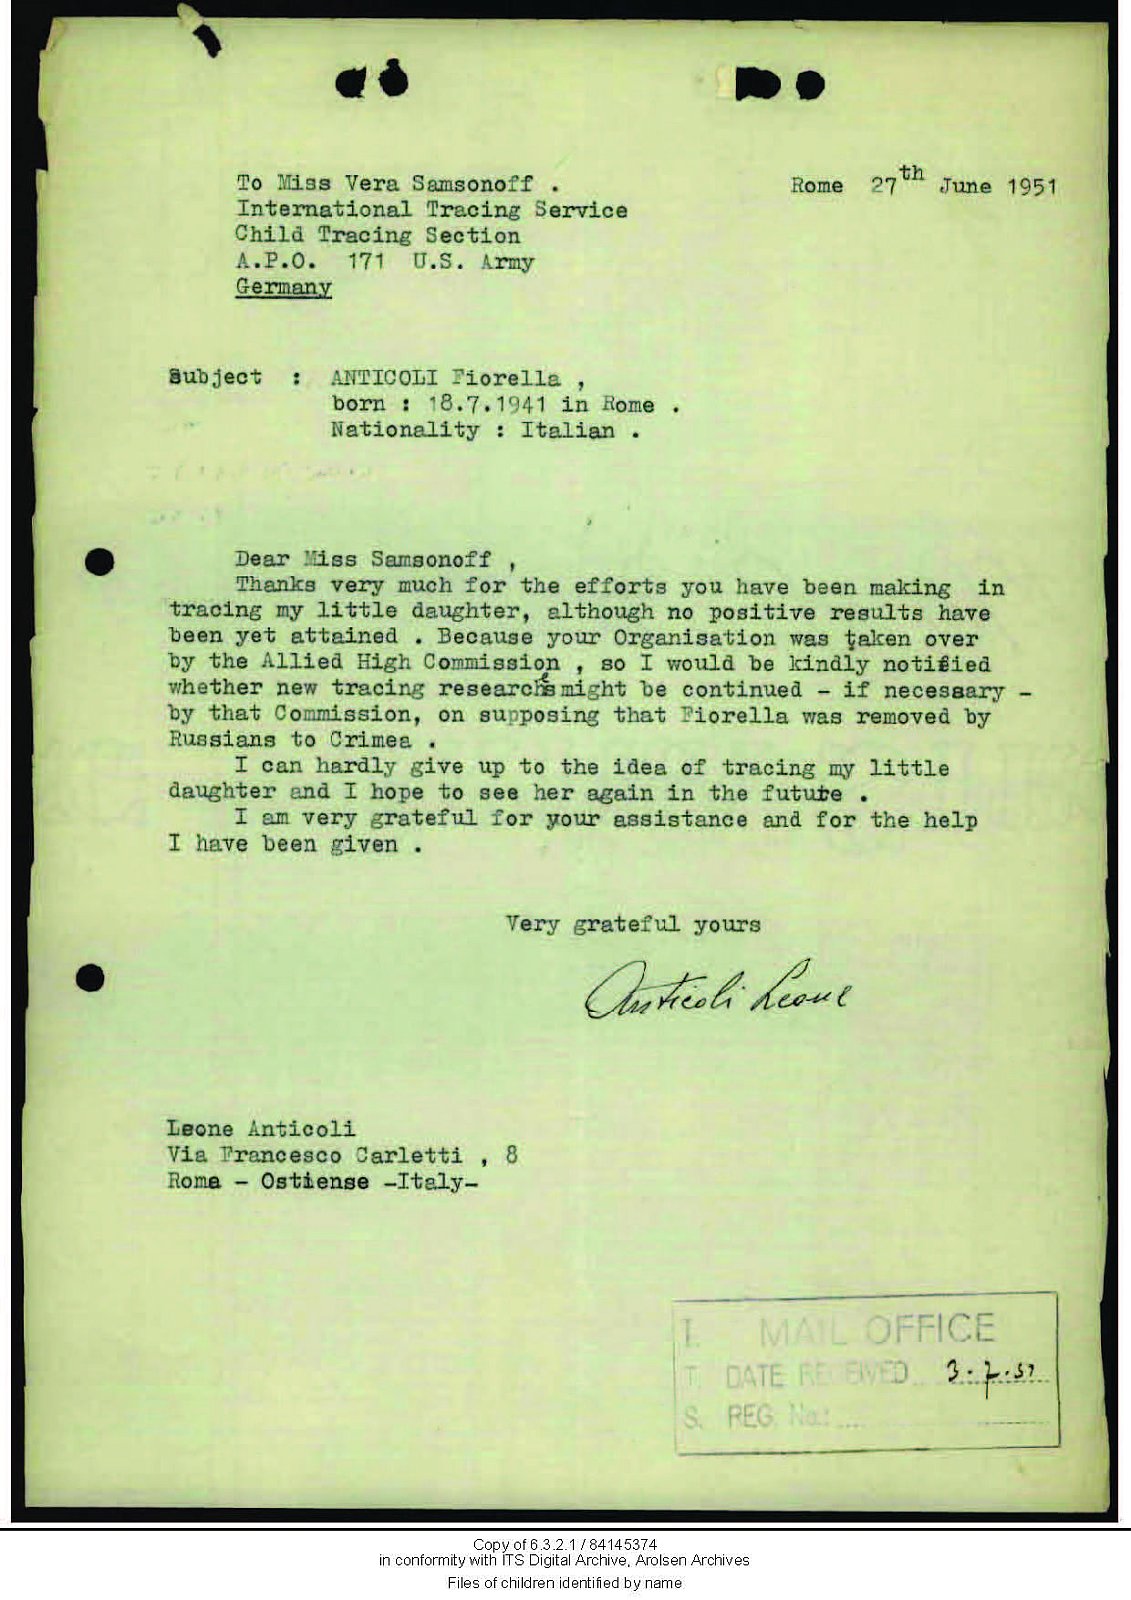 To Miss Vera Samsonoff .
Rome 27th June 1951
International Tracing Service
Child Tracing Section
A.P.O. 171 U.S. Army
Germany
Subject : ANTICOLI Fiorella ,
born : 18.7.1941 in Rome .
Nationality : Italian .
Dear Miss Samsonoff ,
Thanks very much for the efforts you have been making in
tracing my little daughter, although no positive results have
been yet attained . Because your Organisation was taken over
by the Allied High Commission , so I would be kindly notified
whether new tracing researches might be continued - if necessary -
by that Commission, on supposing that Fiorella was removed by
Russians to Crimea .
I can hardly give up to the idea of tracing my little
daughter and I hope to see her again in the future .
I am very grateful for your assistance and for the help
I have been given .
Very grateful yours
Anticoli Leone
Leone Anticoli
Via Francesco Carletti , 8
Roma - Ostiense -Italy-
I. MAIL OFFICE
T. DATE RECEIVED 3.7.51
S. REG. No.:
Copy of 6.3.2.1 / 84145374
in conformity with ITS Digital Archive, Arolsen Archives
Files of children identified by name